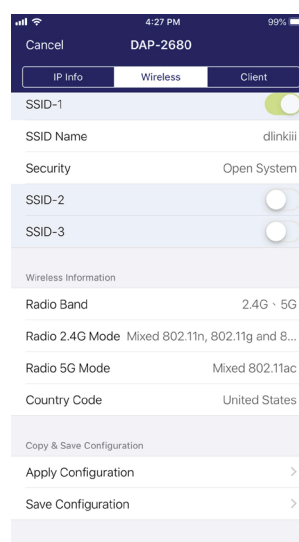 4:27 PM
99%
Cancel
DAP-2680
IP Info
Wireless
Client
SSID-1
SSID Name dlinkiii
Security Open System
SSID-2
SSID-3
Wireless Information
Radio Band 2.4G、5G
Radio 2.4G Mode Mixed 802.11n, 802.11g and 8...
Radio 5G Mode Mixed 802.11ac
Country Code United States
Copy & Save Configuration
Apply Configuration
Save Configuration